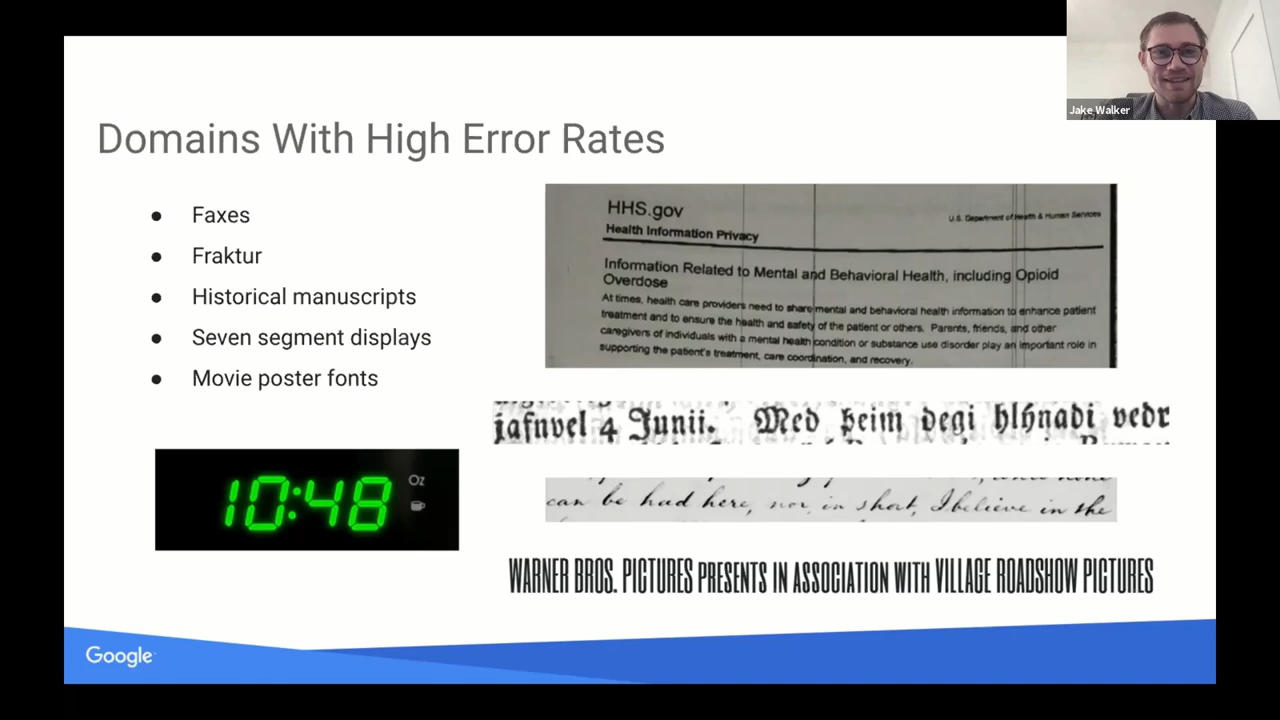 Jake Walker
Domains With High Error Rates
● Faxes
● Fraktur
● Historical manuscripts
● Seven segment displays
● Movie poster fonts
HHS.gov
U.S. Department of Health & Human Services
Health Information Privacy
Information Related to Mental and Behavioral Health, including Opioid
Overdose
At times, health care providers need to share mental and behavioral health information to enhance patient
treatment and to ensure the health and safety of the patient or others. Parents, friends, and other
caregivers of individuals with a mental health condition or substance use disorder play an important role in
supporting the patient's treatment, care coordination, and recovery.
jafnvel 4 Junii. Med þeim degi hlýnadi vedr
can be had here, nor in short, I believe in the
10:48
Oz
WARNER BROS. PICTURES PRESENTS IN ASSOCIATION WITH VILLAGE ROADSHOW PICTURES
Google